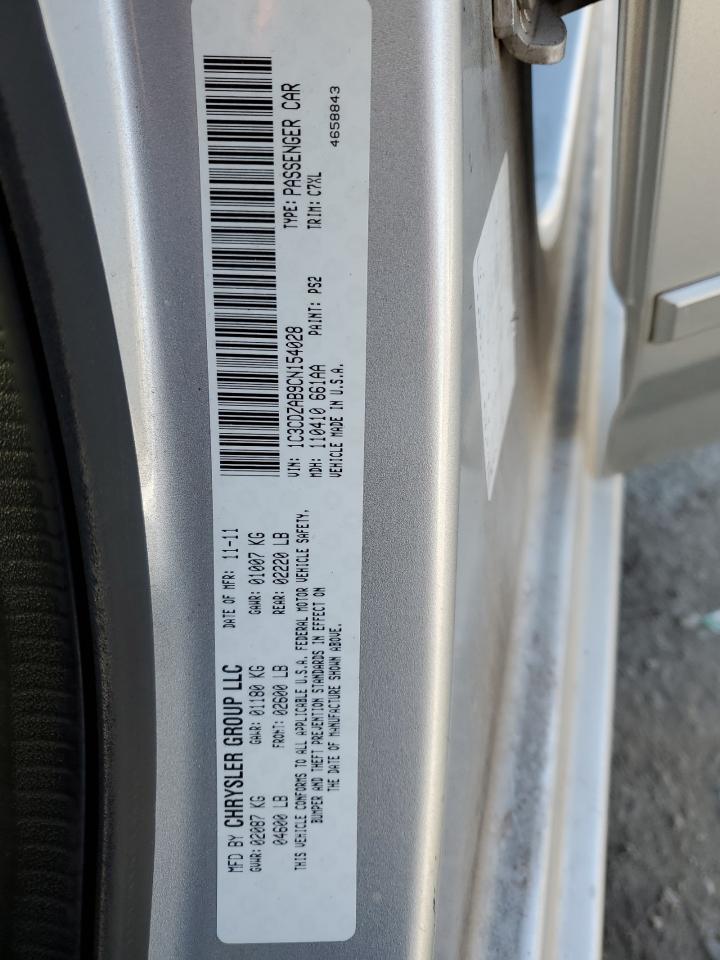 MFD BY CHRYSLER GROUP LLC DATE OF MFR: 11-11
GVWR: 02087 KG GAWR: 01180 KG GAWR: 01007 KG
04600 LB FRONT: 02600 LB REAR: 02220 LB
THIS VEHICLE CONFORMS TO ALL APPLICABLE U.S.A. FEDERAL MOTOR VEHICLE SAFETY,
BUMPER AND THEFT PREVENTION STANDARDS IN EFFECT ON
THE DATE OF MANUFACTURE SHOWN ABOVE.
VIN: 1C3CDZAB9CN154028 TYPE: PASSENGER CAR
MDH: 110410 661AA PAINT: PS2 TRIM: C7XL
VEHICLE MADE IN U.S.A. 4658843